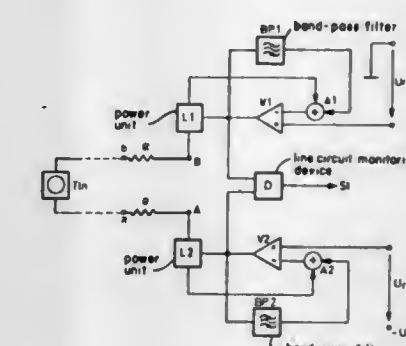 BP1 band-pass filter
power
unit
L1
V1
A1
b R
B
line circuit monitori
device
D
SI
Tln
a R
A
power
unit
L2
V2
A2
BP2